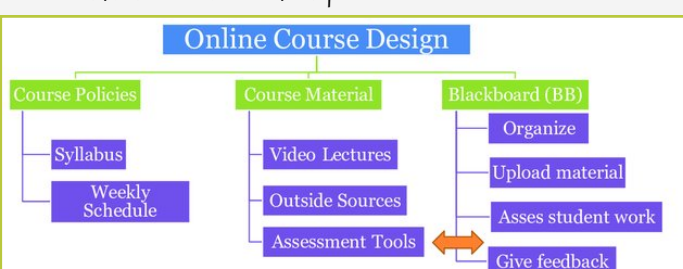 Online Course Design
Course Policies
Syllabus
Weekly
Schedule
Course Material
Video Lectures
Outside Sources
Assessment Tools
Blackboard (BB)
Organize
Upload material
Asses student work
Give feedback